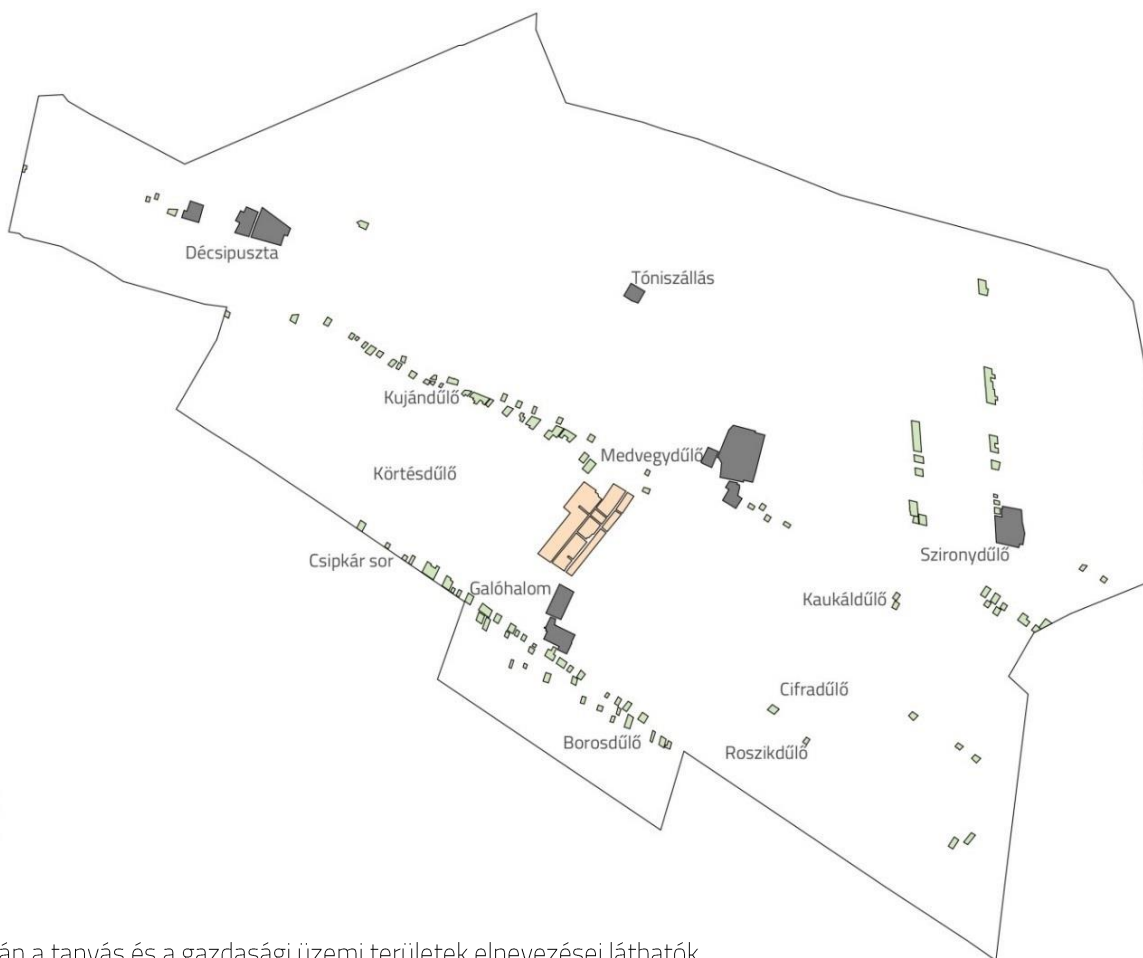 Décsipuszta
Tóniszállás
Kujándűlő
Medvegydűlő
Körtésdűlő
Csipkár sor
Szironydűlő
Galóhalom
Kaukáldűlő
Cifradűlő
Borosdűlő
Roszikdűlő
a tanyás és a gazdasági üzemi területek elnevezései láthatók